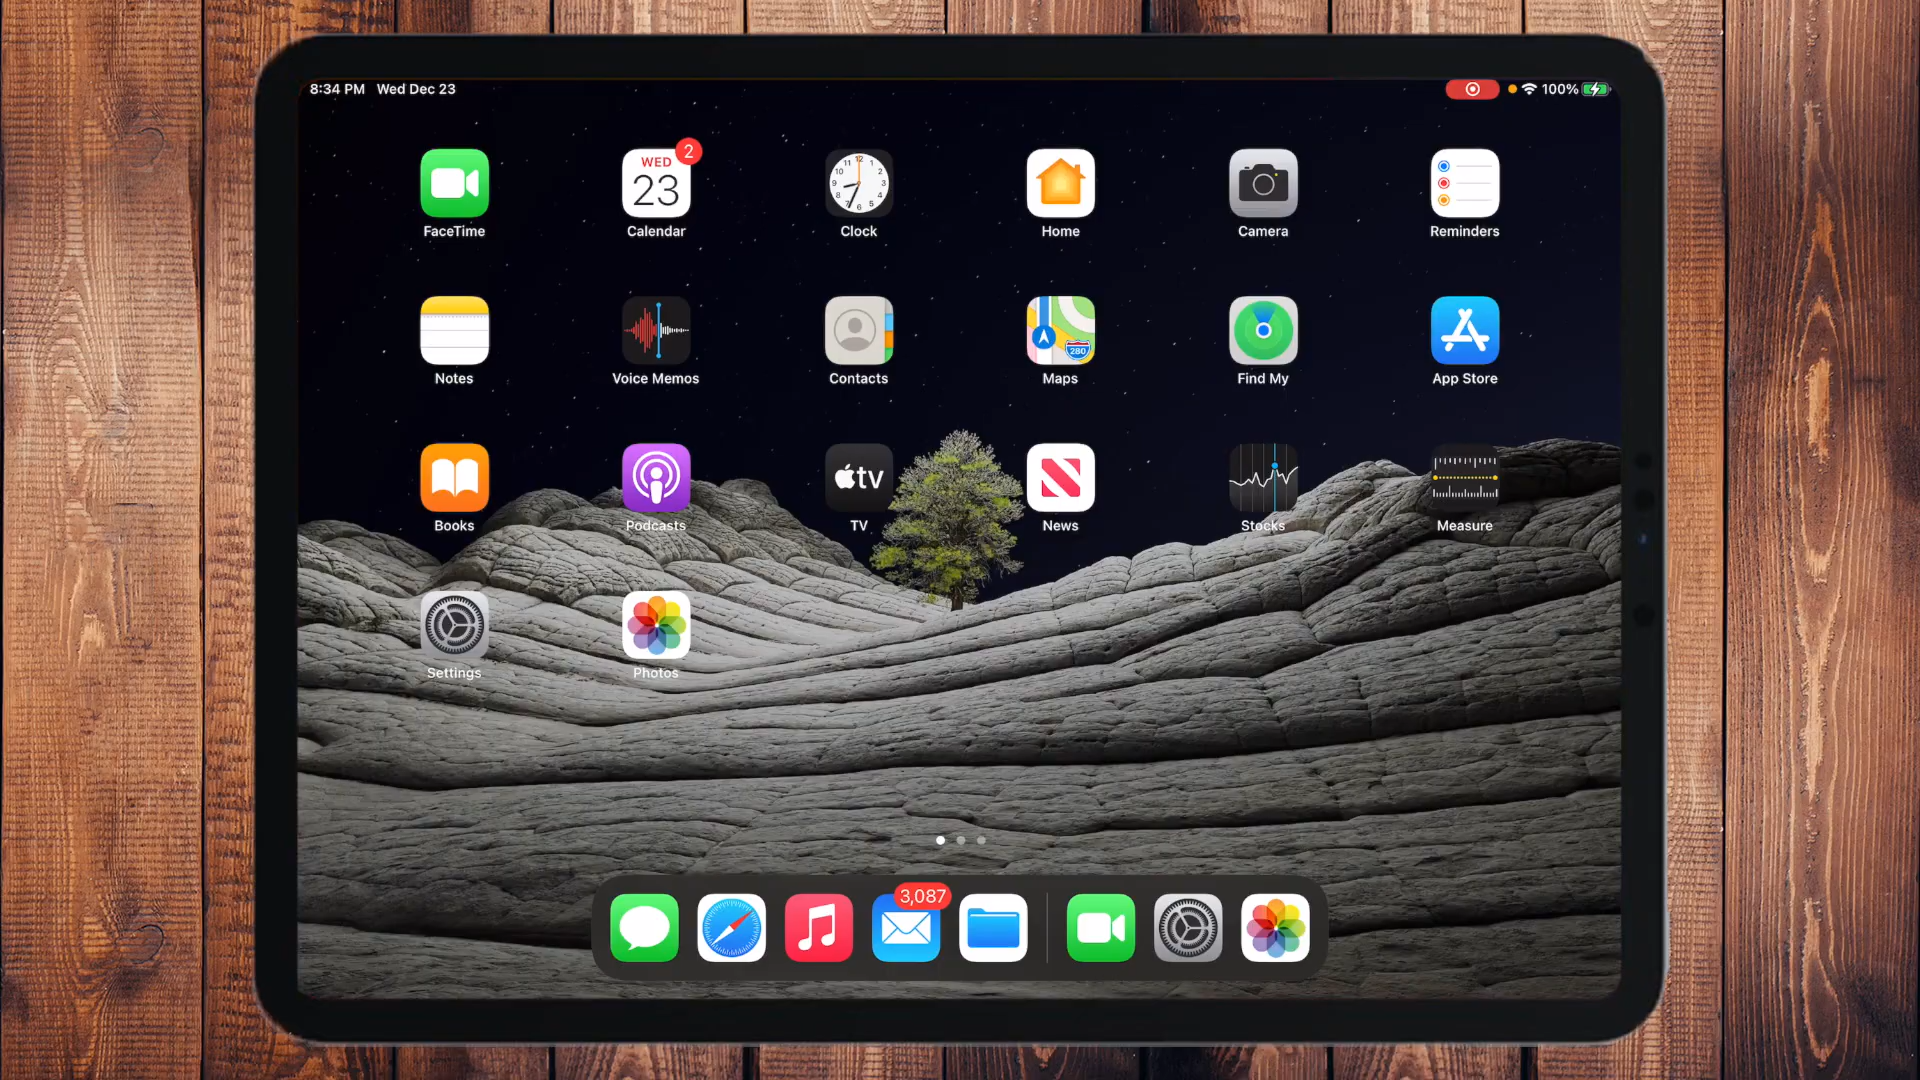 8:34 PM Wed Dec 23
100%
WED
23
2
FaceTime
Calendar
Clock
Home
Camera
Reminders
280
Notes
Voice Memos
Contacts
Maps
Find My
App Store
tv
Books
Podcasts
TV
News
Stocks
Measure
Settings
Photos
3,087